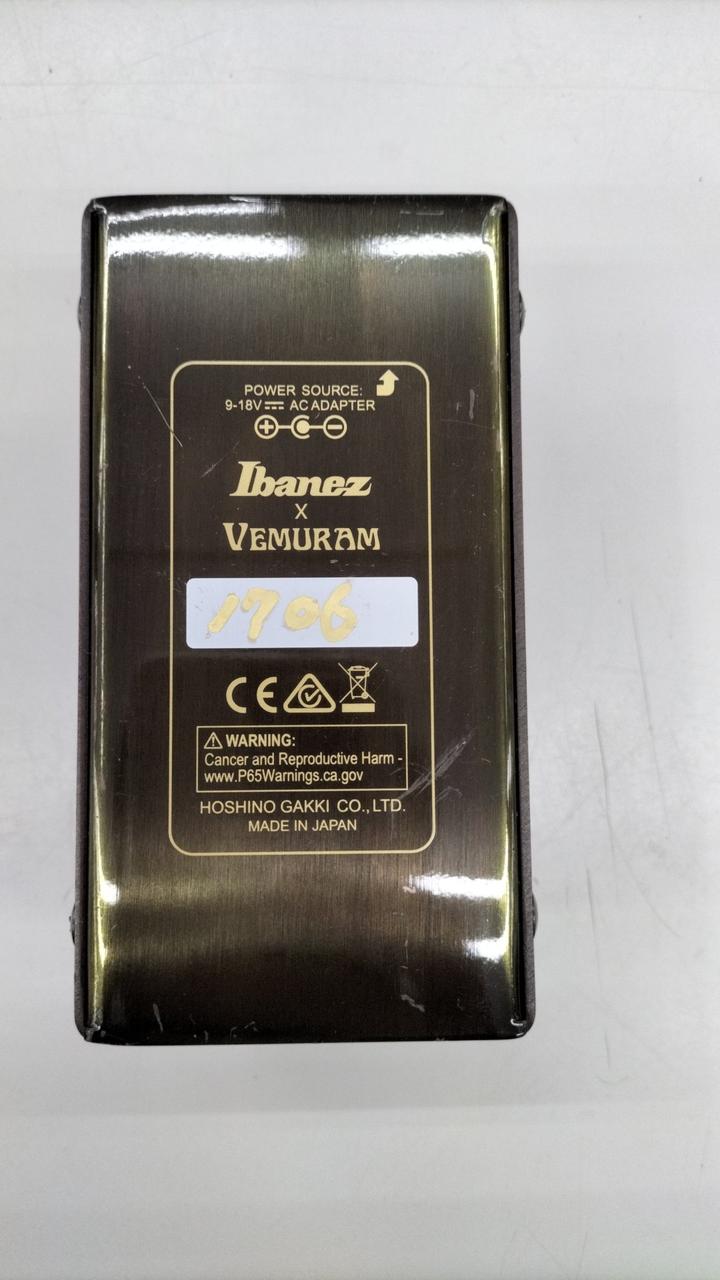 POWER SOURCE:
9-18V ⎓ AC ADAPTER
Ibanez
X
VEMURAM
1706
CE
WARNING:
Cancer and Reproductive Harm -
www.P65Warnings.ca.gov
HOSHINO GAKKI CO., LTD.
MADE IN JAPAN